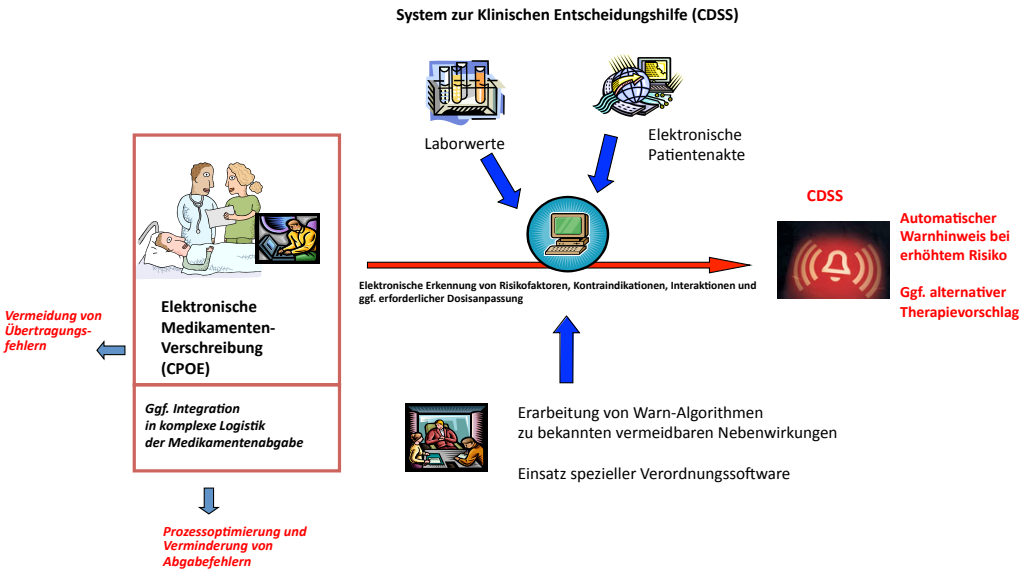 System zur Klinischen Entscheidungshilfe (CDSS)
Laborwerte
Elektronische
Patientenakte
CDSS
Automatischer
Warnhinweis bei
erhöhtem Risiko
Ggf. alternativer
Therapievorschlag
Elektronische Erkennung von Risikofaktoren, Kontraindikationen, Interaktionen und
ggf. erforderlicher Dosisanpassung
Elektronische
Medikamenten-
Verschreibung
(CPOE)
Vermeidung von
Übertragungs-
fehlern
Ggf. Integration
in komplexe Logistik
der Medikamentenabgabe
Erarbeitung von Warn-Algorithmen
zu bekannten vermeidbaren Nebenwirkungen
Einsatz spezieller Verordnungssoftware
Prozessoptimierung und
Verminderung von
Abgabefehlern